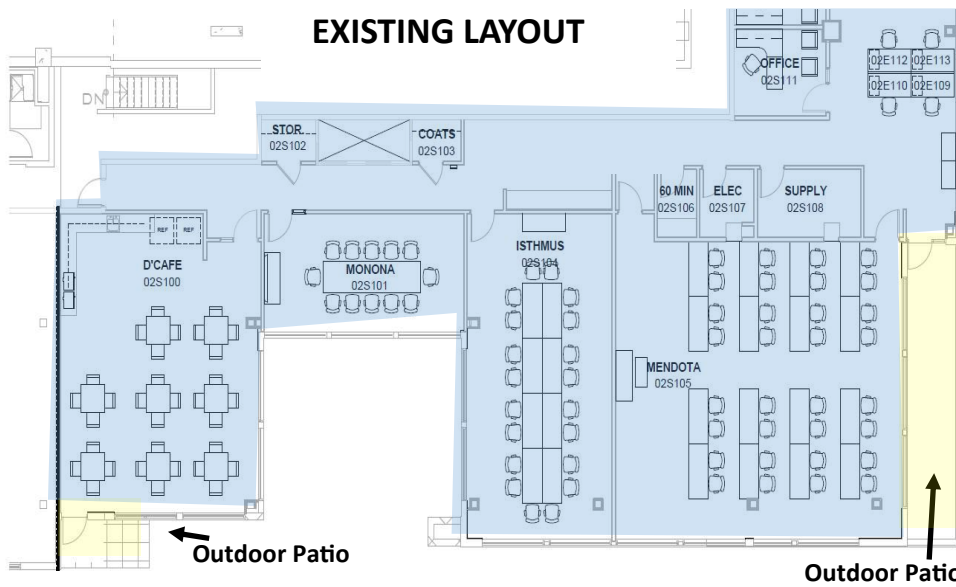 EXISTING LAYOUT
OFFICE
02S111
02E112 02E113
02E110 02E109
DN
STOR
02S102
COATS
02S103
60 MIN
02S106
ELEC
02S107
SUPPLY
02S108
REF REF
D'CAFE
02S100
MONONA
02S101
ISTHMUS
02S104
MENDOTA
02S105
Outdoor Patio
Outdoor Patio